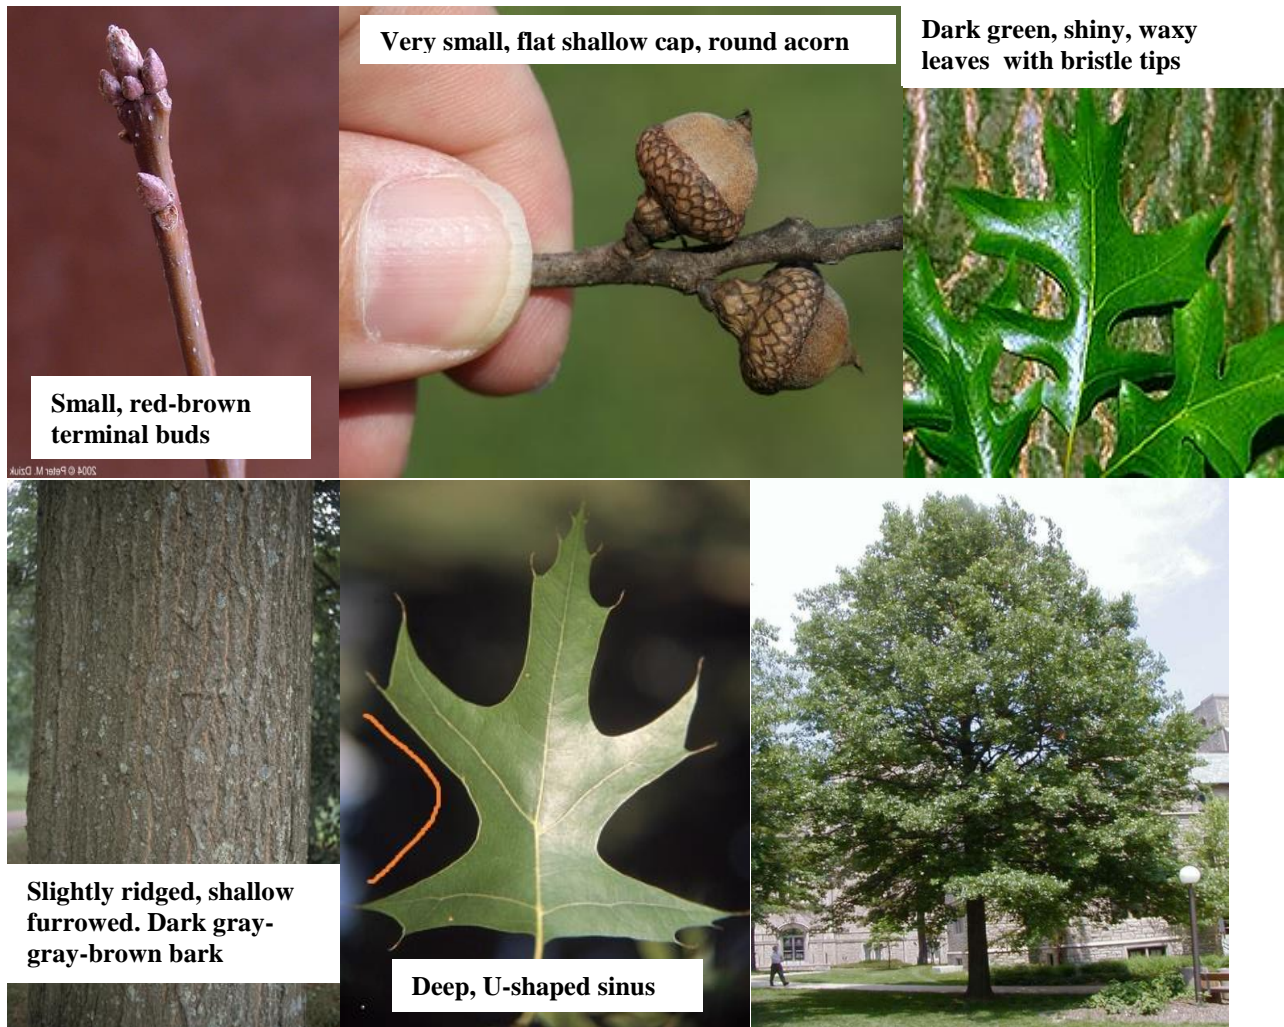 Very small, flat shallow cap, round acorn
Dark green, shiny, waxy
leaves with bristle tips
Small, red-brown
terminal buds
2004 © Peter M. Dziuk
Slightly ridged, shallow
furrowed. Dark gray-
gray-brown bark
Deep, U-shaped sinus